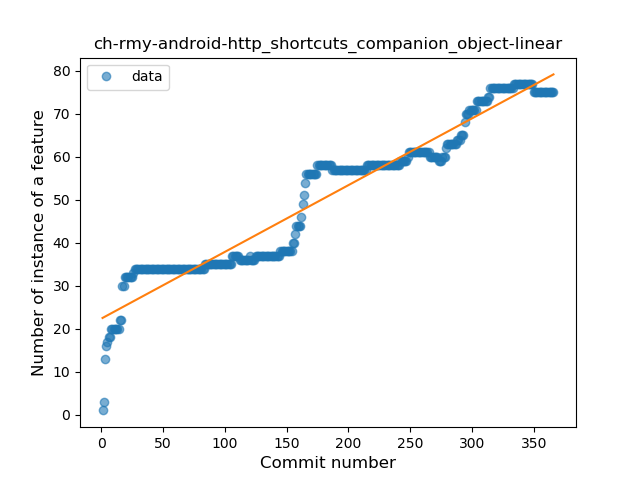 ch-rmy-android-http_shortcuts_companion_object-linear
data
Number of instance of a feature
80
70
60
50
40
30
20
10
0
0 50 100 150 200 250 300 350
Commit number